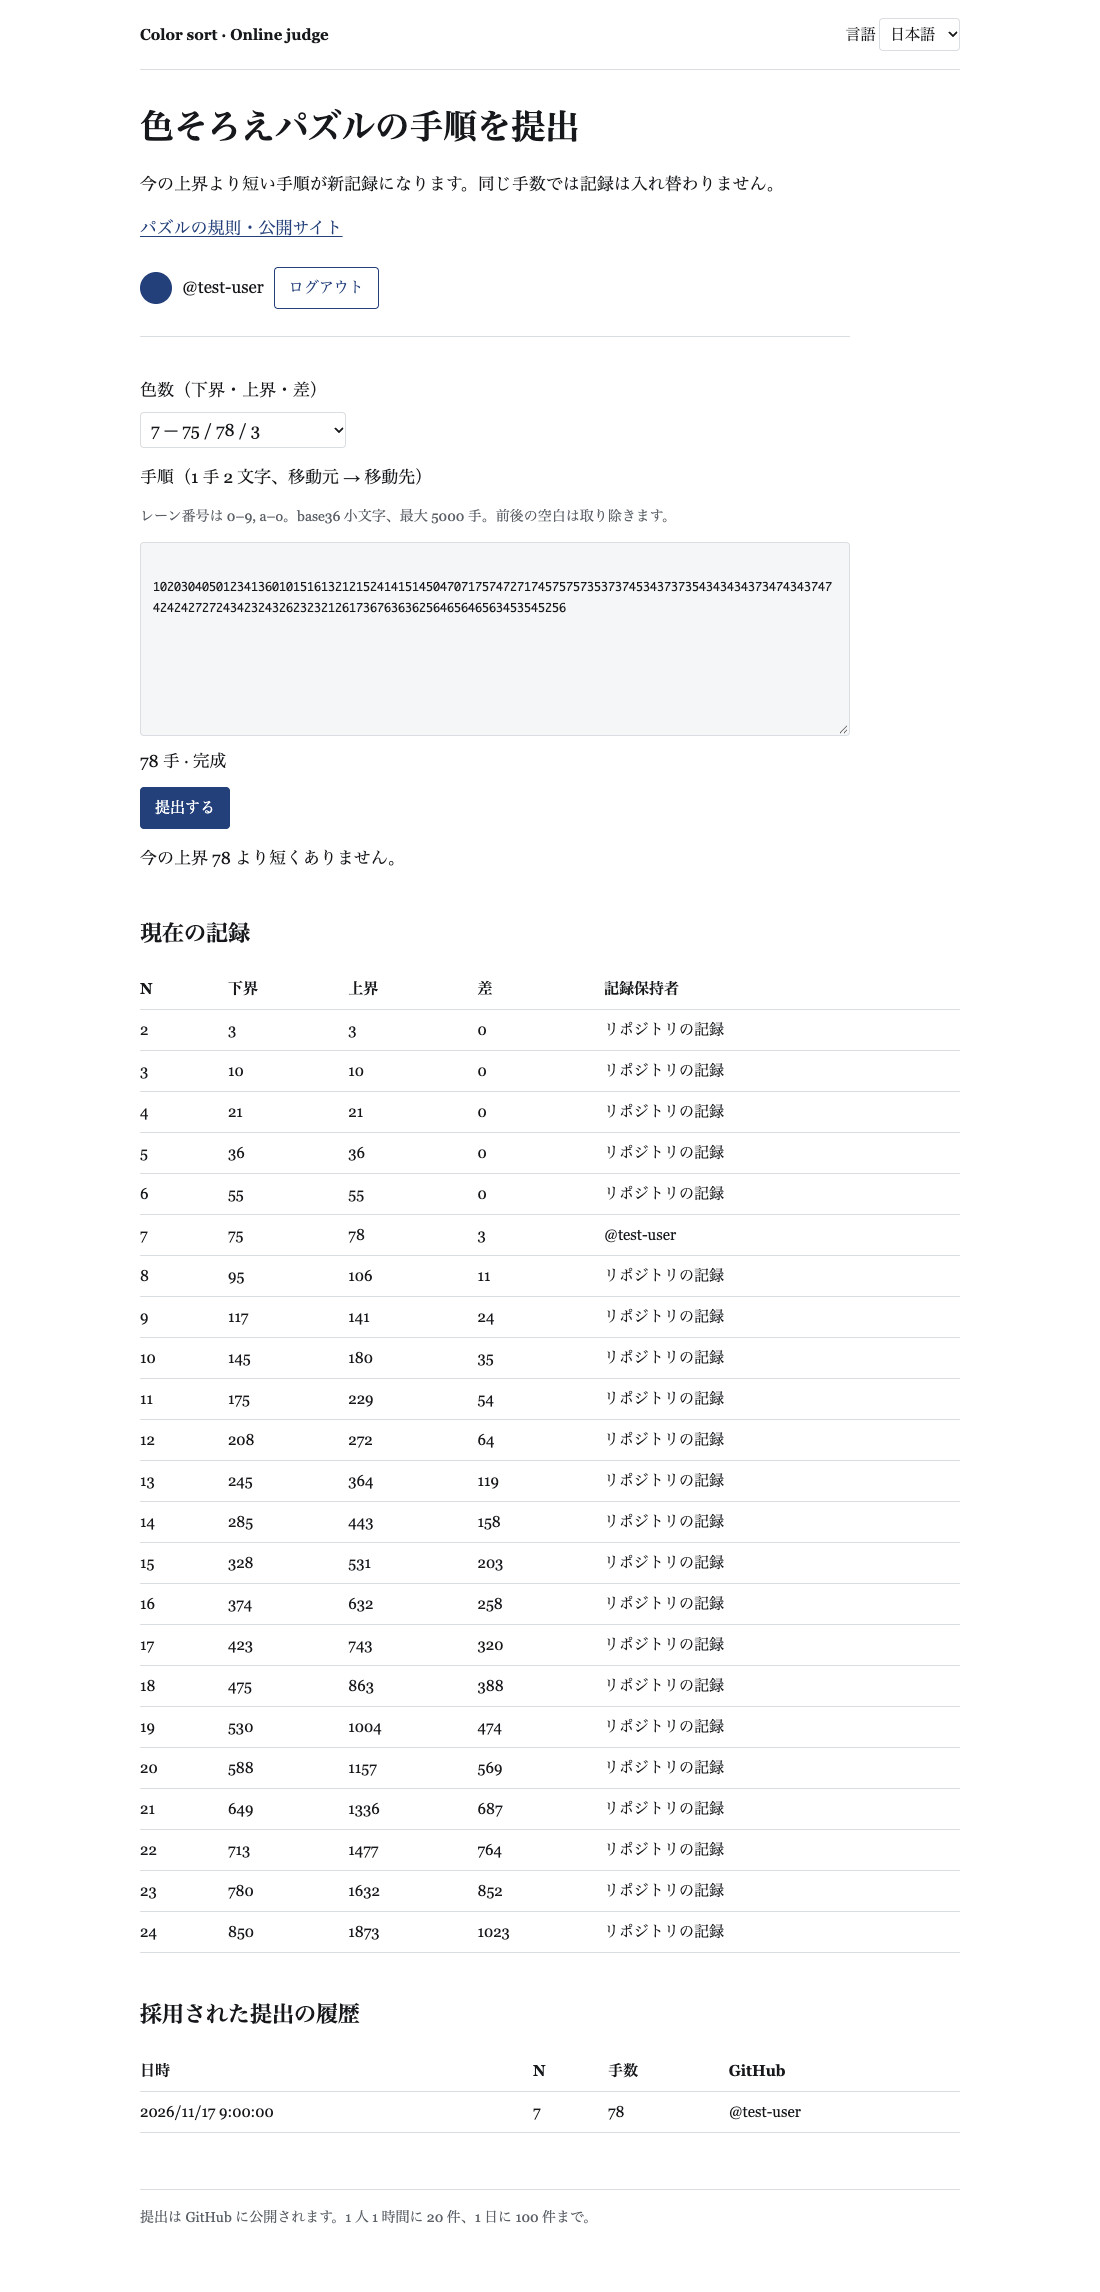 Color sort · Online judge
言語 日本語
色そろえパズルの手順を提出
今の上界より短い手順が新記録になります。同じ手数では記録は入れ替わりません。
パズルの規則・公開サイト
@test-user ログアウト
色数（下界・上界・差）
7 — 75 / 78 / 3
手順（1 手 2 文字、移動元 → 移動先）
レーン番号は 0–9, a–o。base36 小文字、最大 5000 手。前後の空白は取り除きます。
1020304050123413601015161321215241415145047071757472717457575735373745343737354343434373474343747
42424272724342324326232321261736763636256465646563453545256
78 手 · 完成
提出する
今の上界 78 より短くありません。
現在の記録
N 下界 上界 差 記録保持者
2 3 3 0 リポジトリの記録
3 10 10 0 リポジトリの記録
4 21 21 0 リポジトリの記録
5 36 36 0 リポジトリの記録
6 55 55 0 リポジトリの記録
7 75 78 3 @test-user
8 95 106 11 リポジトリの記録
9 117 141 24 リポジトリの記録
10 145 180 35 リポジトリの記録
11 175 229 54 リポジトリの記録
12 208 272 64 リポジトリの記録
13 245 364 119 リポジトリの記録
14 285 443 158 リポジトリの記録
15 328 531 203 リポジトリの記録
16 374 632 258 リポジトリの記録
17 423 743 320 リポジトリの記録
18 475 863 388 リポジトリの記録
19 530 1004 474 リポジトリの記録
20 588 1157 569 リポジトリの記録
21 649 1336 687 リポジトリの記録
22 713 1477 764 リポジトリの記録
23 780 1632 852 リポジトリの記録
24 850 1873 1023 リポジトリの記録
採用された提出の履歴
日時 N 手数 GitHub
2026/11/17 9:00:00 7 78 @test-user
提出は GitHub に公開されます。1 人 1 時間に 20 件、1 日に 100 件まで。